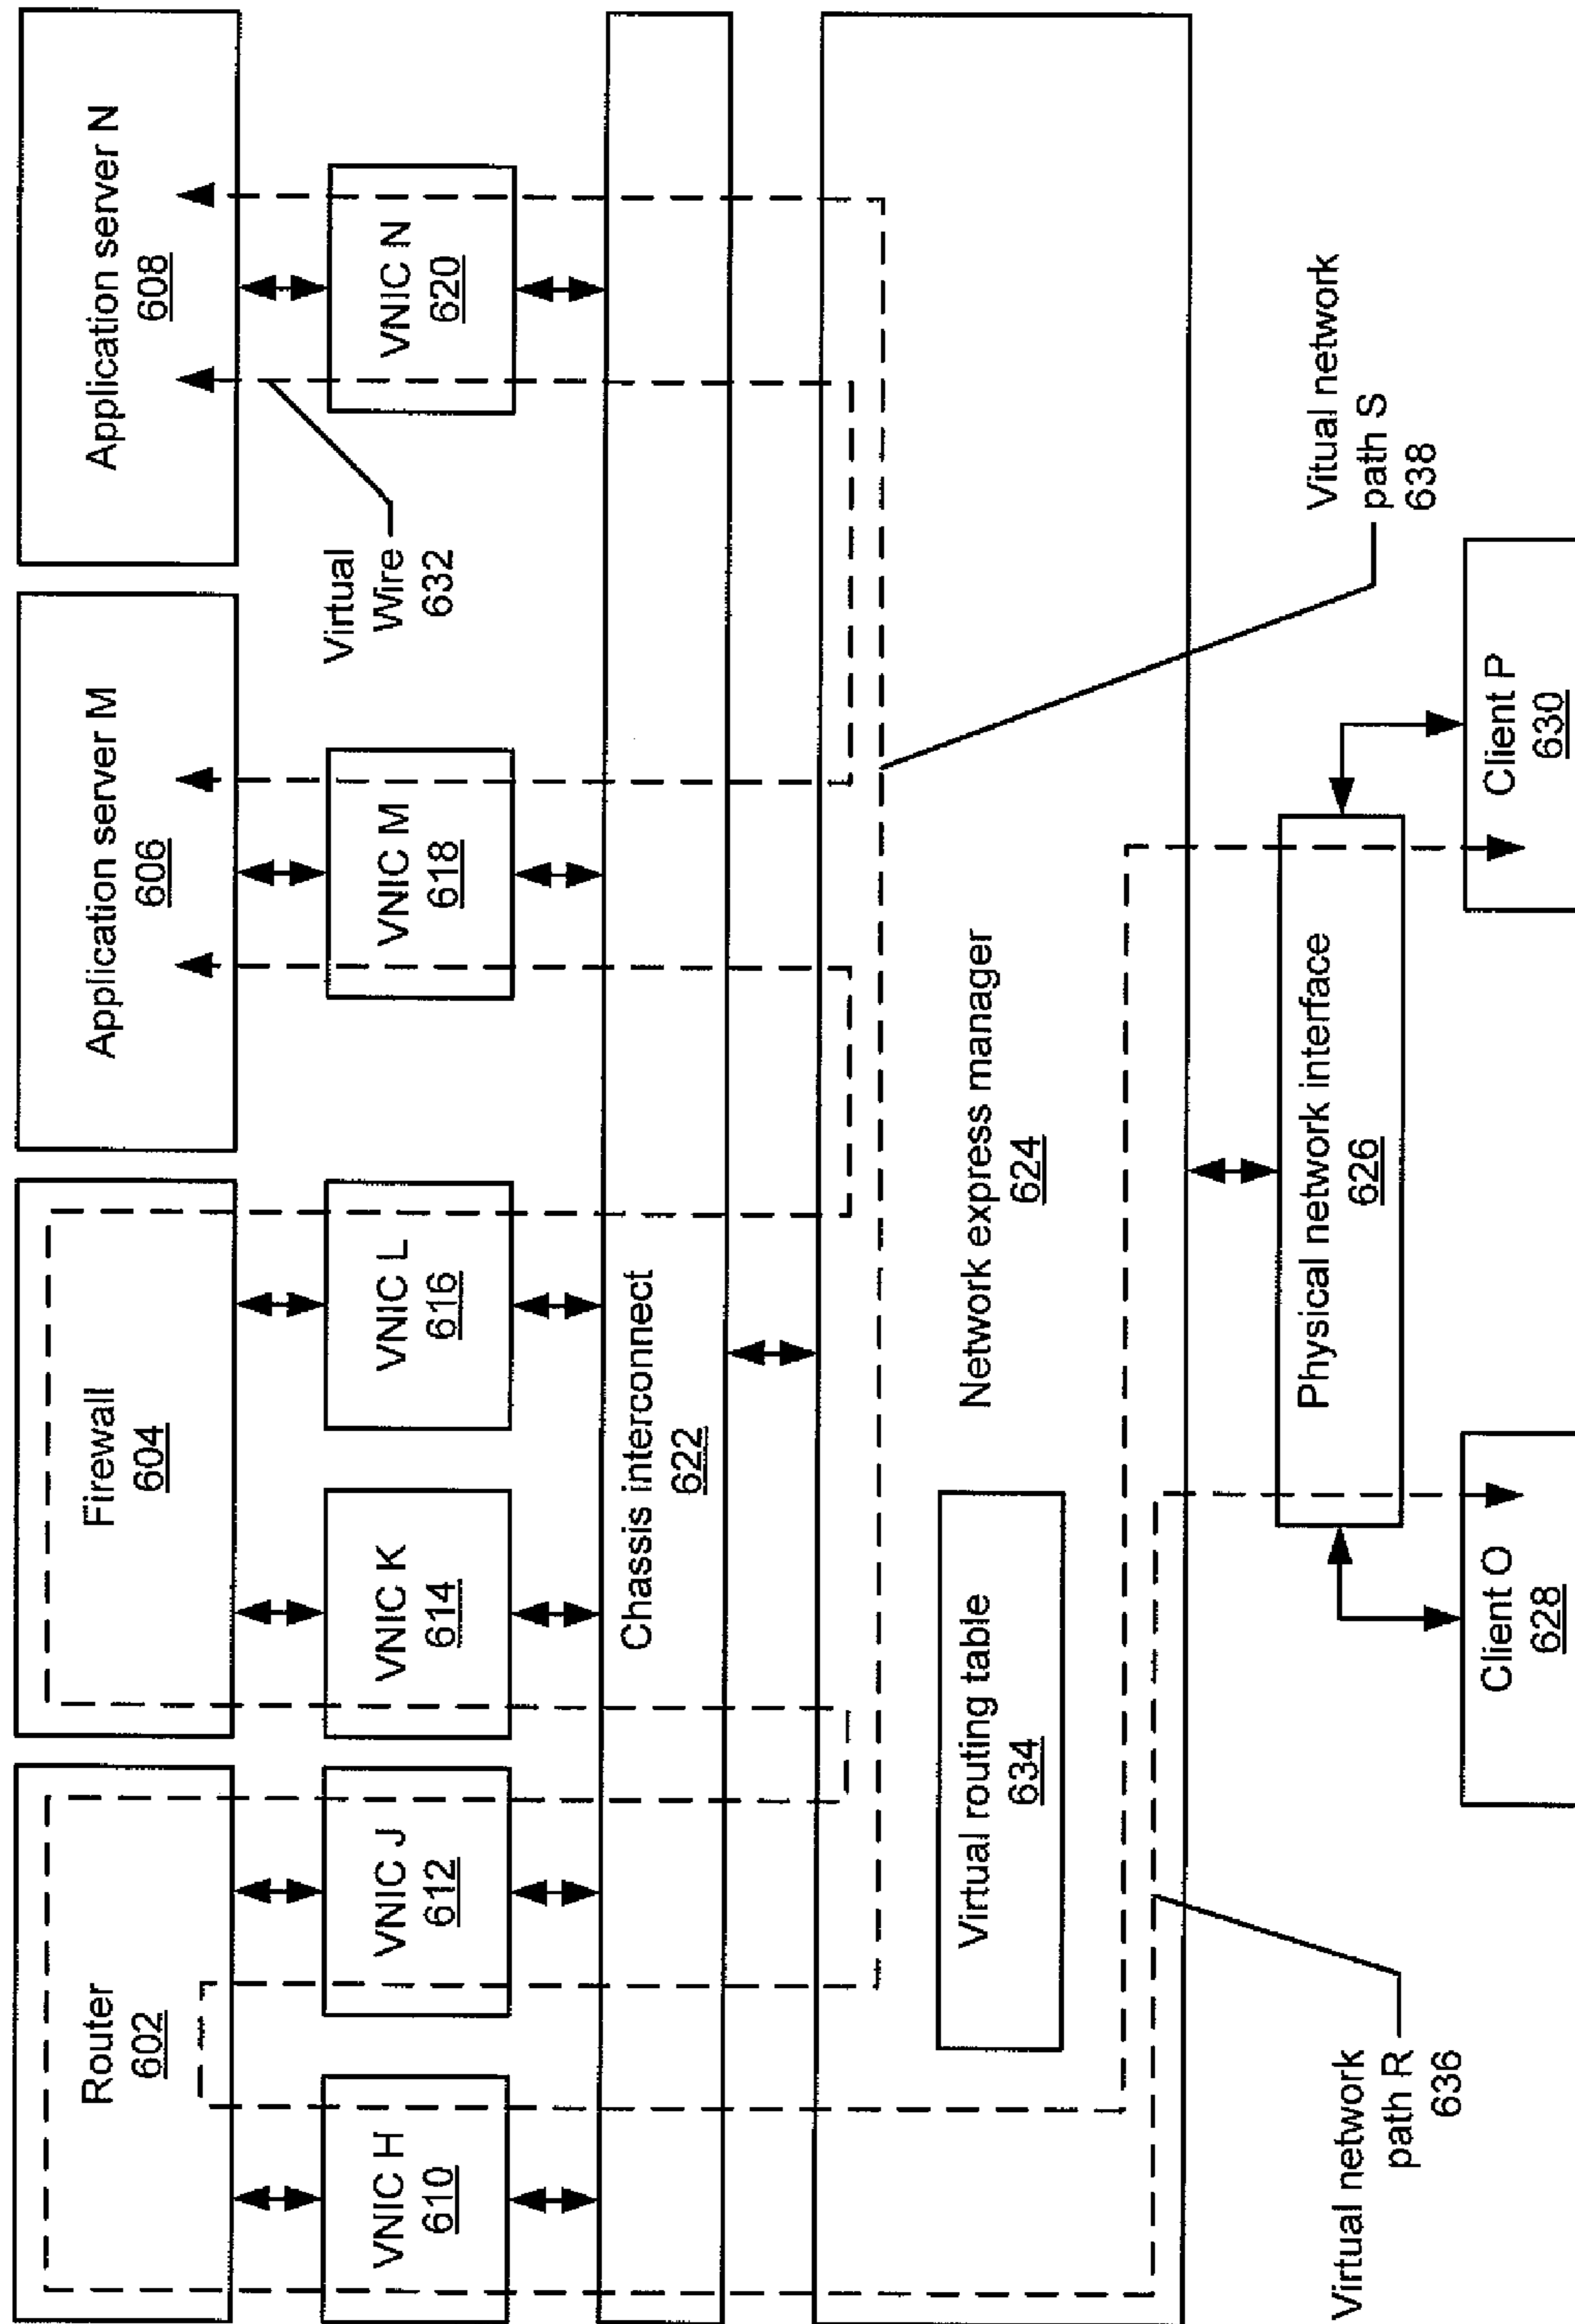 Router
602
Firewall
604
Application server M
606
Application server N
608
VNIC H
610
VNIC J
612
VNIC K
614
VNIC L
616
VNIC M
618
VNIC N
620
Virtual
Wire
632
Chassis interconnect
622
Virtual routing table
634
Network express manager
624
Virtual network
path R
636
Physical network interface
626
Vitual network
path S
638
Client O
628
Client P
630